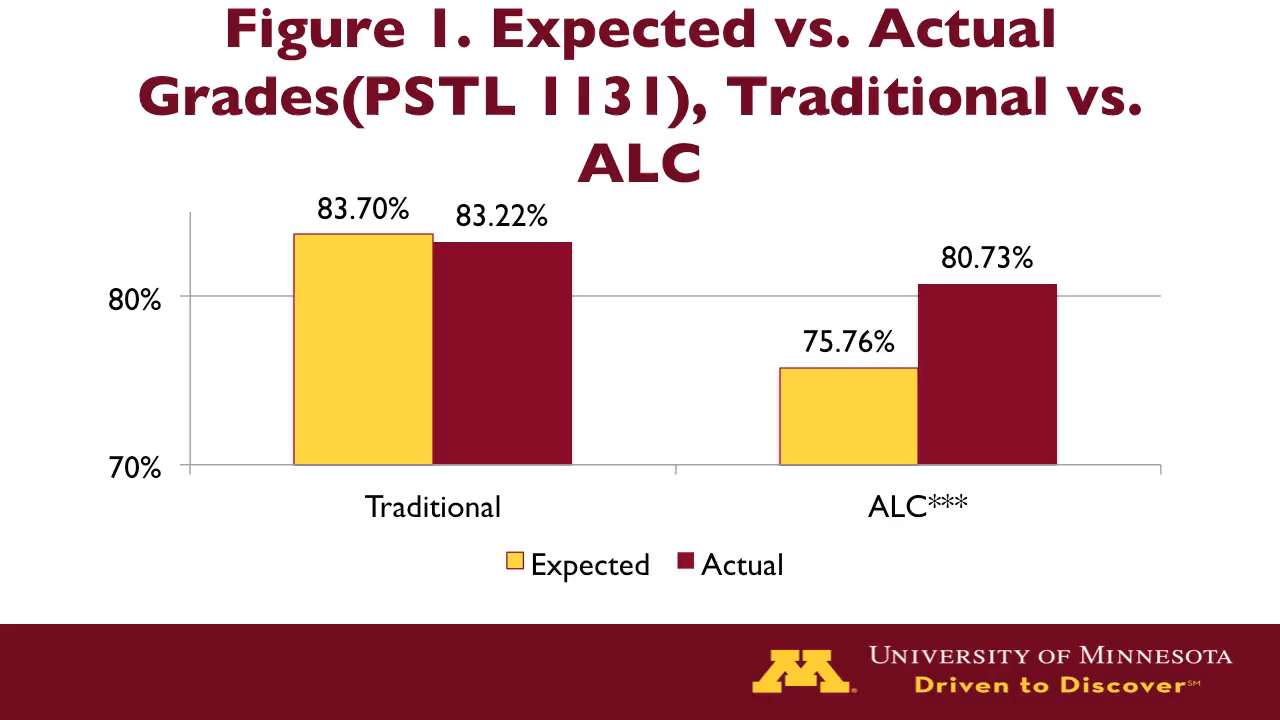 Figure 1. Expected vs. Actual
Grades(PSTL 1131), Traditional vs.
ALC
83.70%
83.22%
80.73%
80%
75.76%
70%
Traditional
ALC***
Expected
Actual
UNIVERSITY OF MINNESOTA
Driven to Discover℠